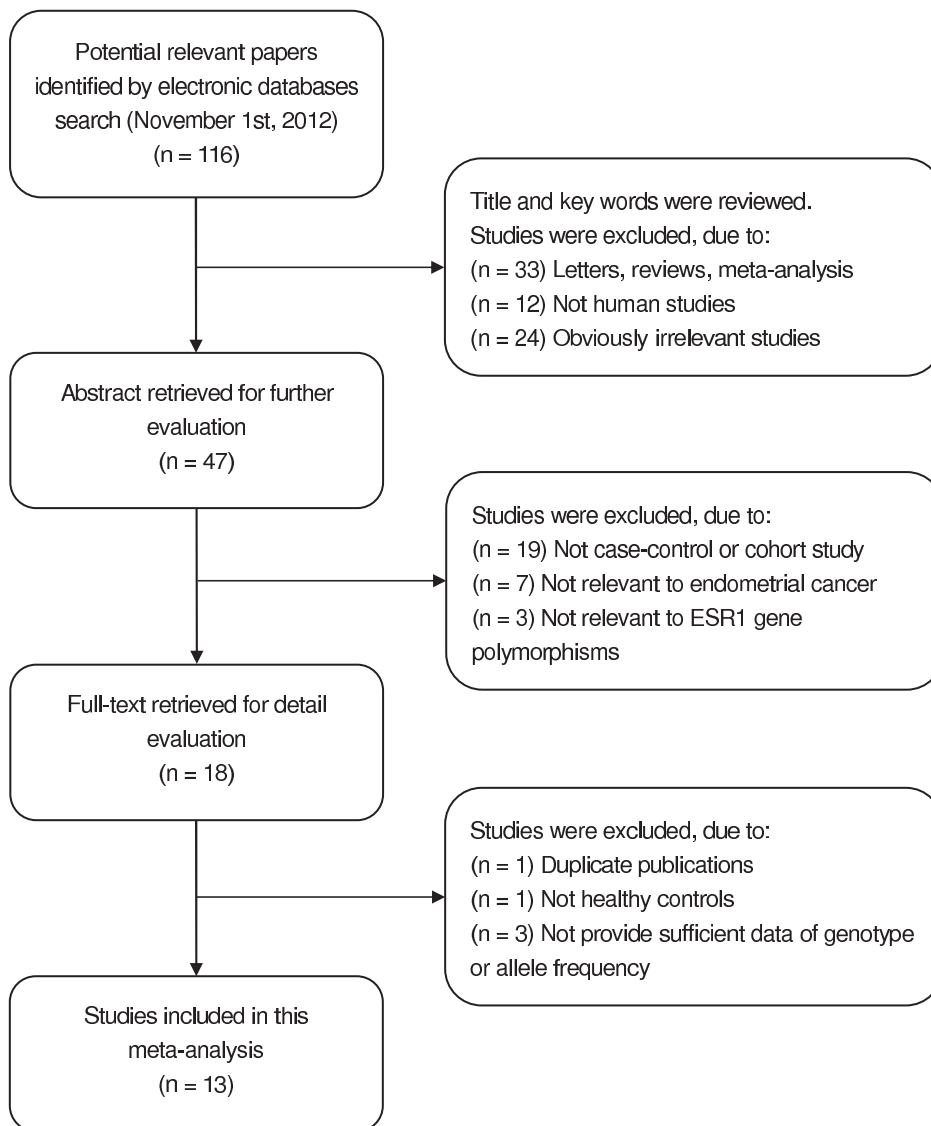 Potential relevant papers
identified by electronic databases
search (November 1st, 2012)
(n = 116)
Title and key words were reviewed.
Studies were excluded, due to:
(n = 33) Letters, reviews, meta-analysis
(n = 12) Not human studies
(n = 24) Obviously irrelevant studies
Abstract retrieved for further
evaluation
(n = 47)
Studies were excluded, due to:
(n = 19) Not case-control or cohort study
(n = 7) Not relevant to endometrial cancer
(n = 3) Not relevant to ESR1 gene
polymorphisms
Full-text retrieved for detail
evaluation
(n = 18)
Studies were excluded, due to:
(n = 1) Duplicate publications
(n = 1) Not healthy controls
(n = 3) Not provide sufficient data of genotype
or allele frequency
Studies included in this
meta-analysis
(n = 13)